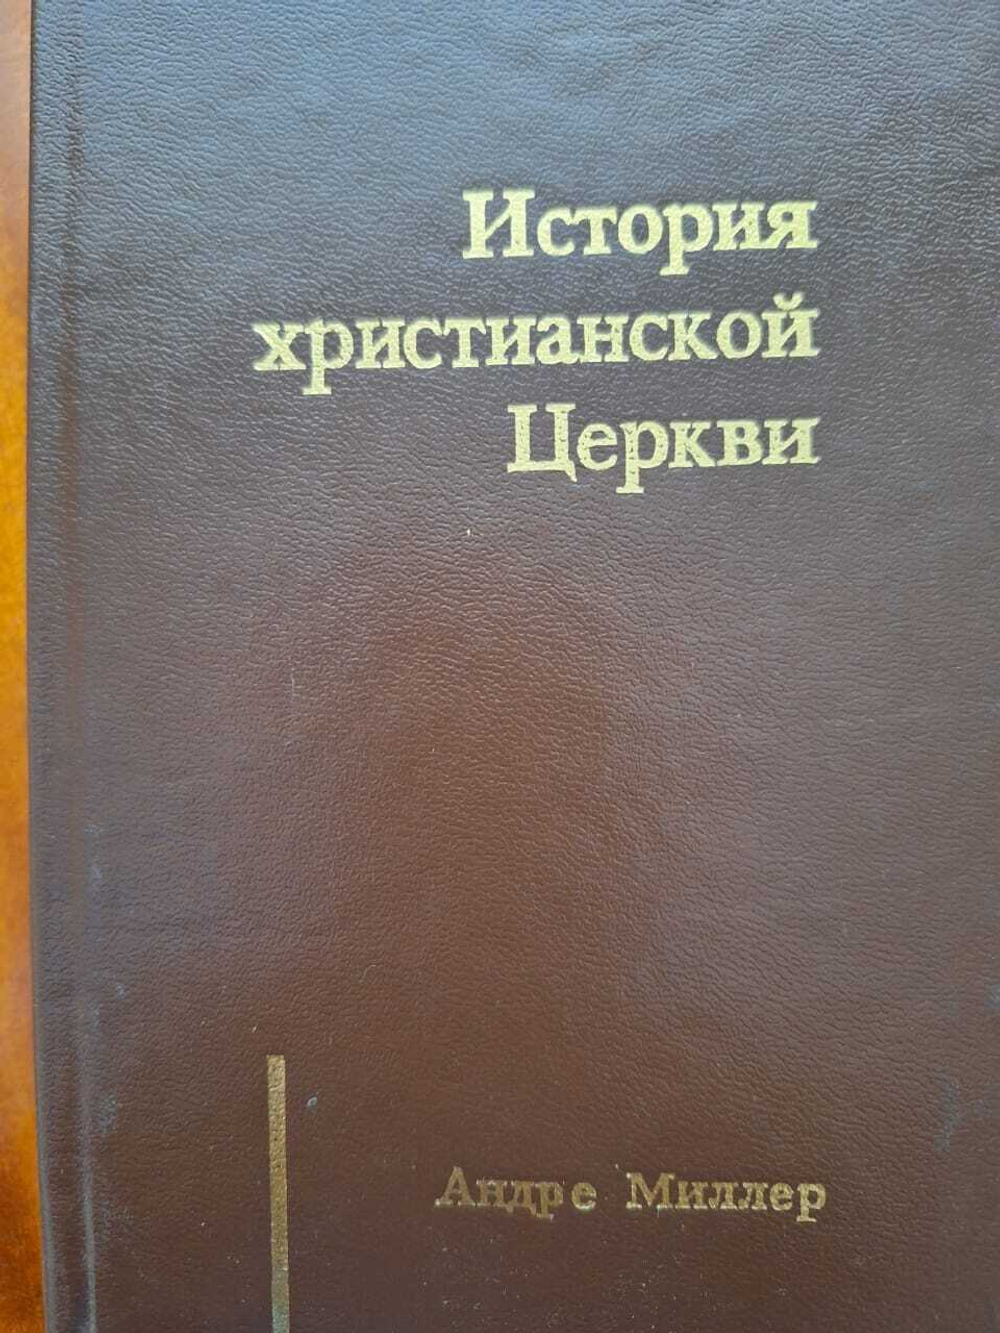 История
христианской
Церкви
Андре Миллер